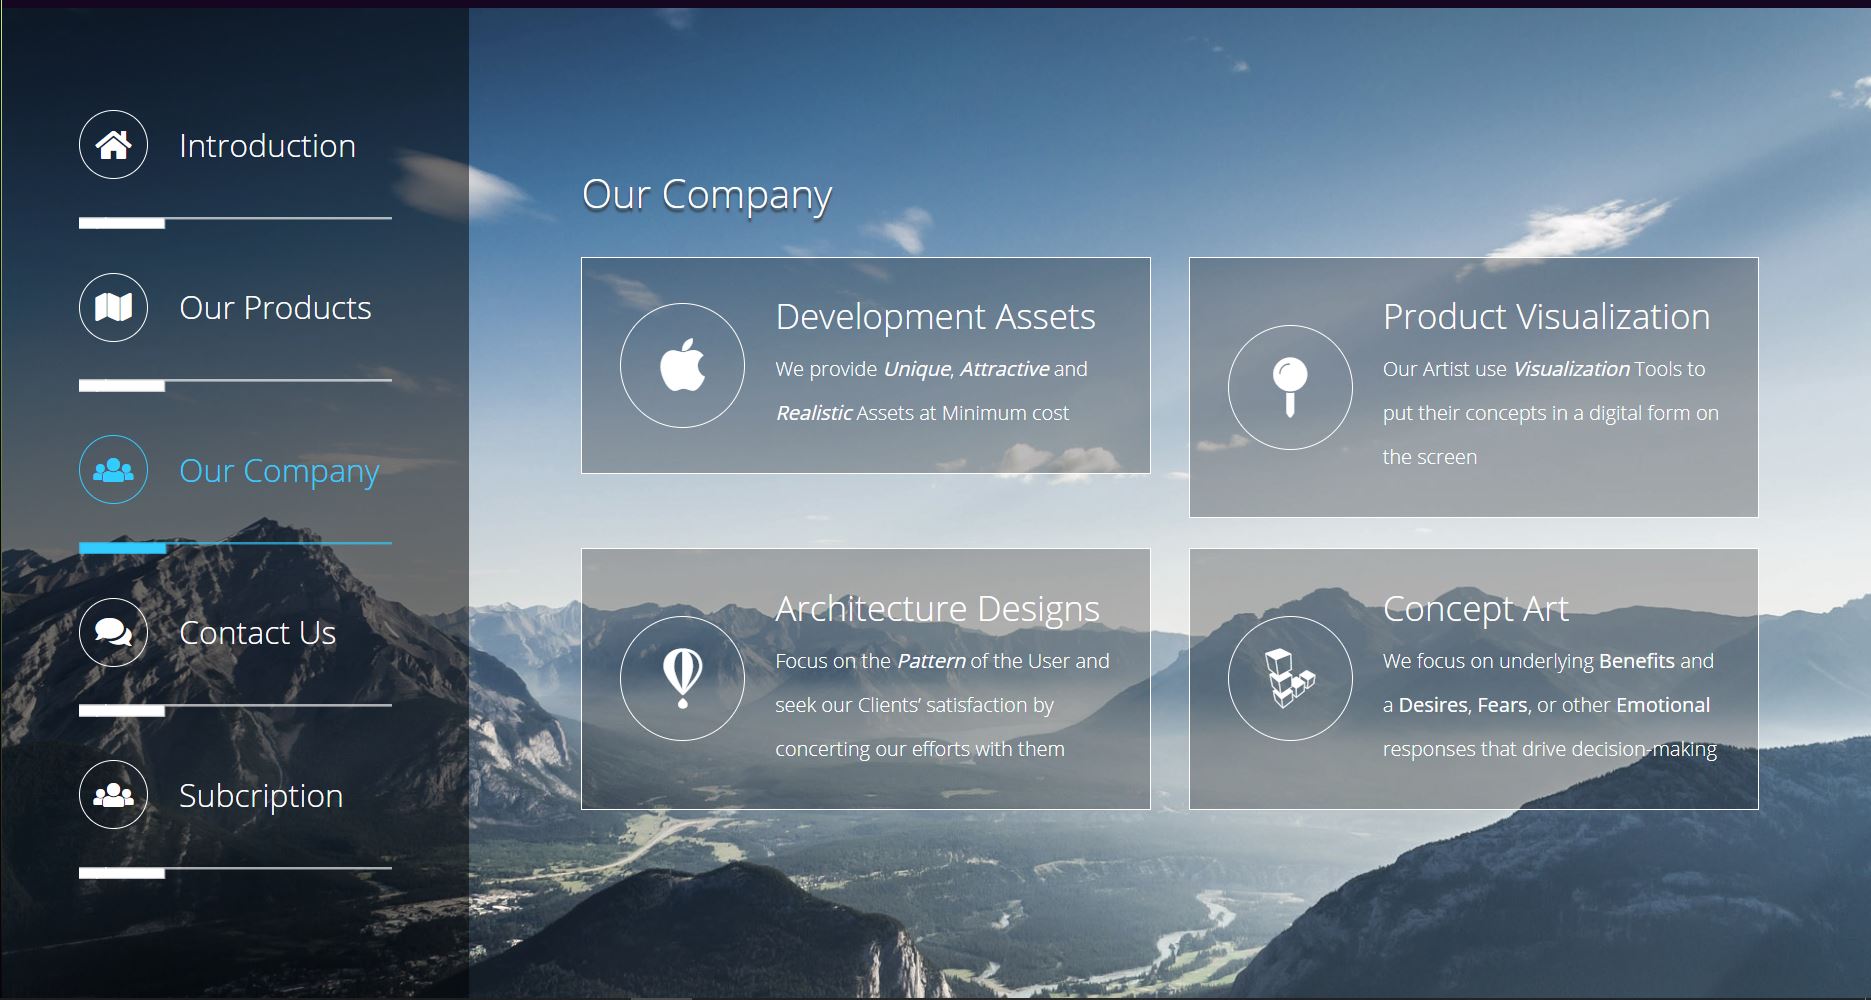 Introduction
Our Products
Our Company
Contact Us
Subcription
Our Company
Development Assets
We provide Unique, Attractive and
Realistic Assets at Minimum cost
Product Visualization
Our Artist use Visualization Tools to
put their concepts in a digital form on
the screen
Architecture Designs
Focus on the Pattern of the User and
seek our Clients’ satisfaction by
concerting our efforts with them
Concept Art
We focus on underlying Benefits and
a Desires, Fears, or other Emotional
responses that drive decision-making